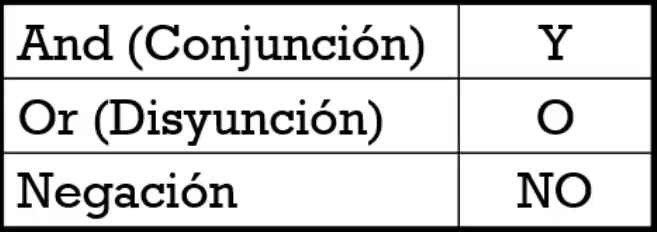 And (Conjunción) Y
Or (Disyunción) O
Negación NO